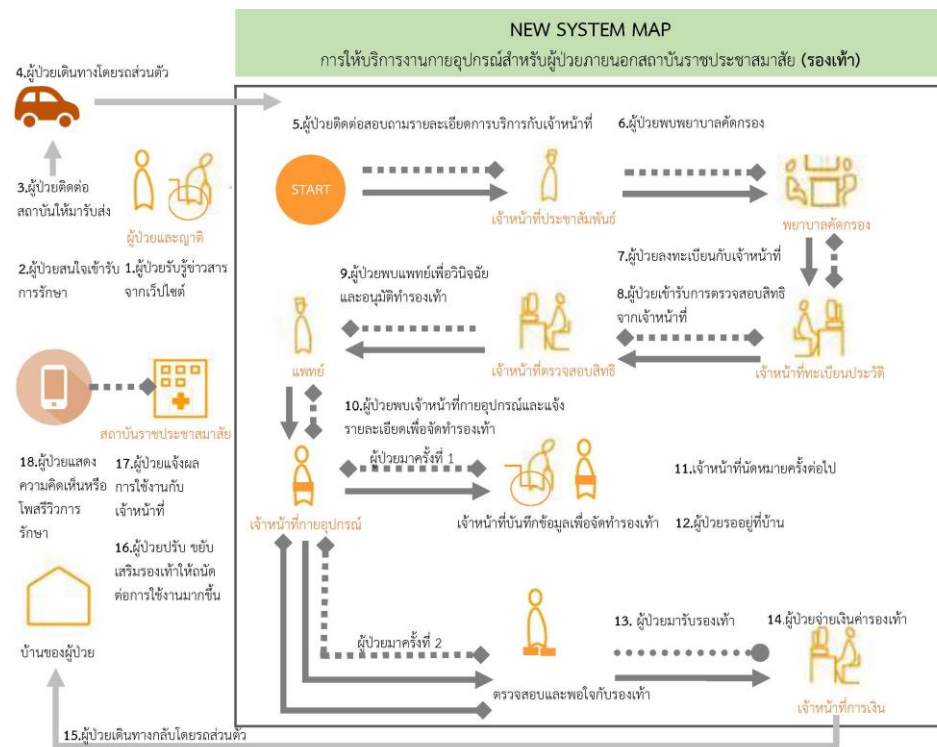 NEW SYSTEM MAP
การให้บริการงานกายอุปกรณ์สำหรับผู้ป่วยภายนอกสถาบันราชประชาสมาสัย (รองเท้า)
4.ผู้ป่วยเดินทางโดยรถส่วนตัว
5.ผู้ป่วยติดต่อสอบถามรายละเอียดการบริการกับเจ้าหน้าที่
6.ผู้ป่วยพบพยาบาลคัดกรอง
START
3.ผู้ป่วยติดต่อ
สถาบันให้มารับส่ง
ผู้ป่วยและญาติ
เจ้าหน้าที่ประชาสัมพันธ์
พยาบาลคัดกรอง
2.ผู้ป่วยสนใจเข้ารับ
การรักษา
1.ผู้ป่วยรับรู้ข่าวสาร
จากเว็ปไซต์
7.ผู้ป่วยลงทะเบียนกับเจ้าหน้าที่
8.ผู้ป่วยเข้ารับการตรวจสอบสิทธิ
จากเจ้าหน้าที่
9.ผู้ป่วยพบแพทย์เพื่อวินิจฉัย
และอนุมัติทำรองเท้า
แพทย์
เจ้าหน้าที่ตรวจสอบสิทธิ
เจ้าหน้าที่ทะเบียนประวัติ
สถาบันราชประชาสมาสัย
10.ผู้ป่วยพบเจ้าหน้าที่กายอุปกรณ์และแจ้ง
รายละเอียดเพื่อจัดทำรองเท้า
ผู้ป่วยมาครั้งที่ 1
11.เจ้าหน้าที่นัดหมายครั้งต่อไป
เจ้าหน้าที่กายอุปกรณ์
เจ้าหน้าที่บันทึกข้อมูลเพื่อจัดทำรองเท้า
12.ผู้ป่วยรออยู่ที่บ้าน
18.ผู้ป่วยแสดง
ความคิดเห็นหรือ
โพสรีวิวการ
รักษา
17.ผู้ป่วยแจ้งผล
การใช้งานกับ
เจ้าหน้าที่
16.ผู้ป่วยปรับ ขยับ
เสริมรองเท้าให้ถนัด
ต่อการใช้งานมากขึ้น
บ้านของผู้ป่วย
ผู้ป่วยมาครั้งที่ 2
13. ผู้ป่วยมารับรองเท้า
14.ผู้ป่วยจ่ายเงินค่ารองเท้า
ตรวจสอบและพอใจกับรองเท้า
เจ้าหน้าที่การเงิน
15.ผู้ป่วยเดินทางกลับโดยรถส่วนตัว